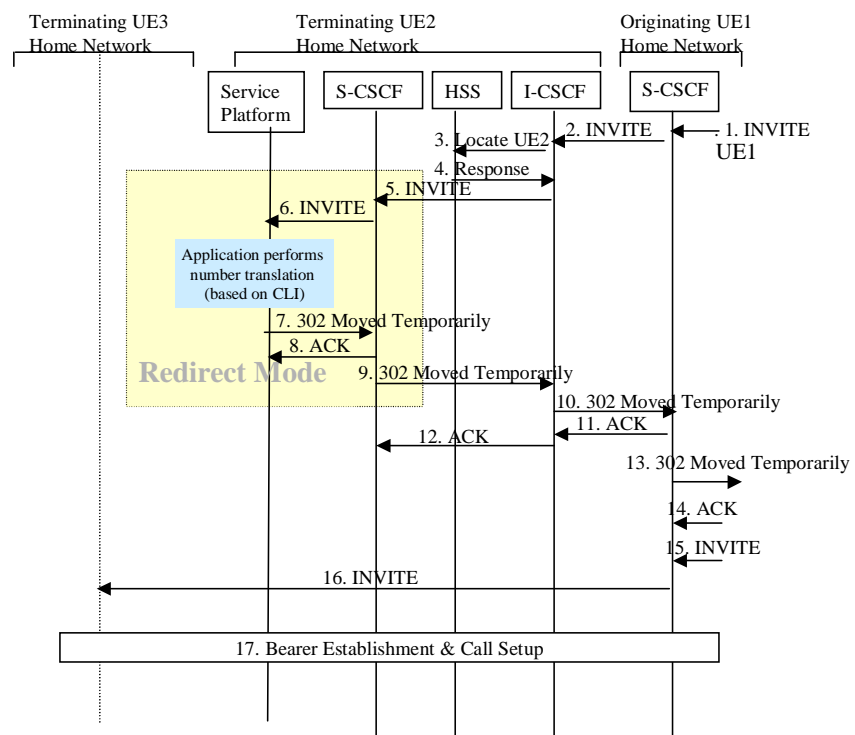 Terminating UE3
Home Network
Terminating UE2
Home Network
Originating UE1
Home Network
Service
Platform
S-CSCF
HSS
I-CSCF
S-CSCF
. 1. INVITE
UE1
2. INVITE
3. Locate UE2
4. Response
5. INVITE
6. INVITE
Application performs
number translation
(based on CLI)
7. 302 Moved Temporarily
8. ACK
Redirect Mode
9. 302 Moved Temporarily
10. 302 Moved Temporarily
11. ACK
12. ACK
13. 302 Moved Temporarily
14. ACK
15. INVITE
16. INVITE
17. Bearer Establishment & Call Setup